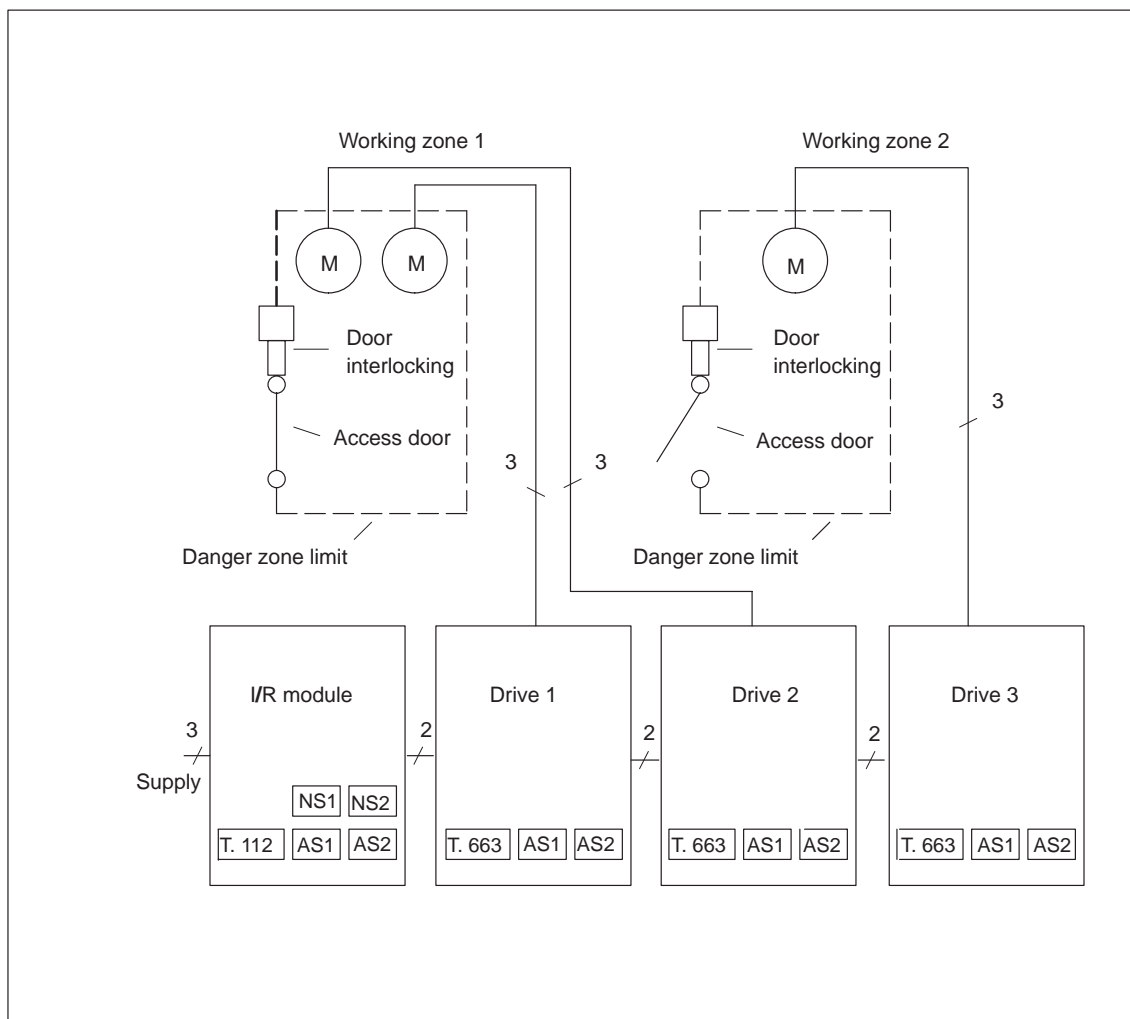 Working zone 1
Working zone 2
M
M
M
Door
interlocking
Door
interlocking
3
Access door
Access door
3
3
Danger zone limit
Danger zone limit
I/R module
Drive 1
Drive 2
Drive 3
3
2
2
2
Supply
NS1
NS2
T. 112
AS1
AS2
T. 663
AS1
AS2
T. 663
AS1
AS2
T. 663
AS1
AS2